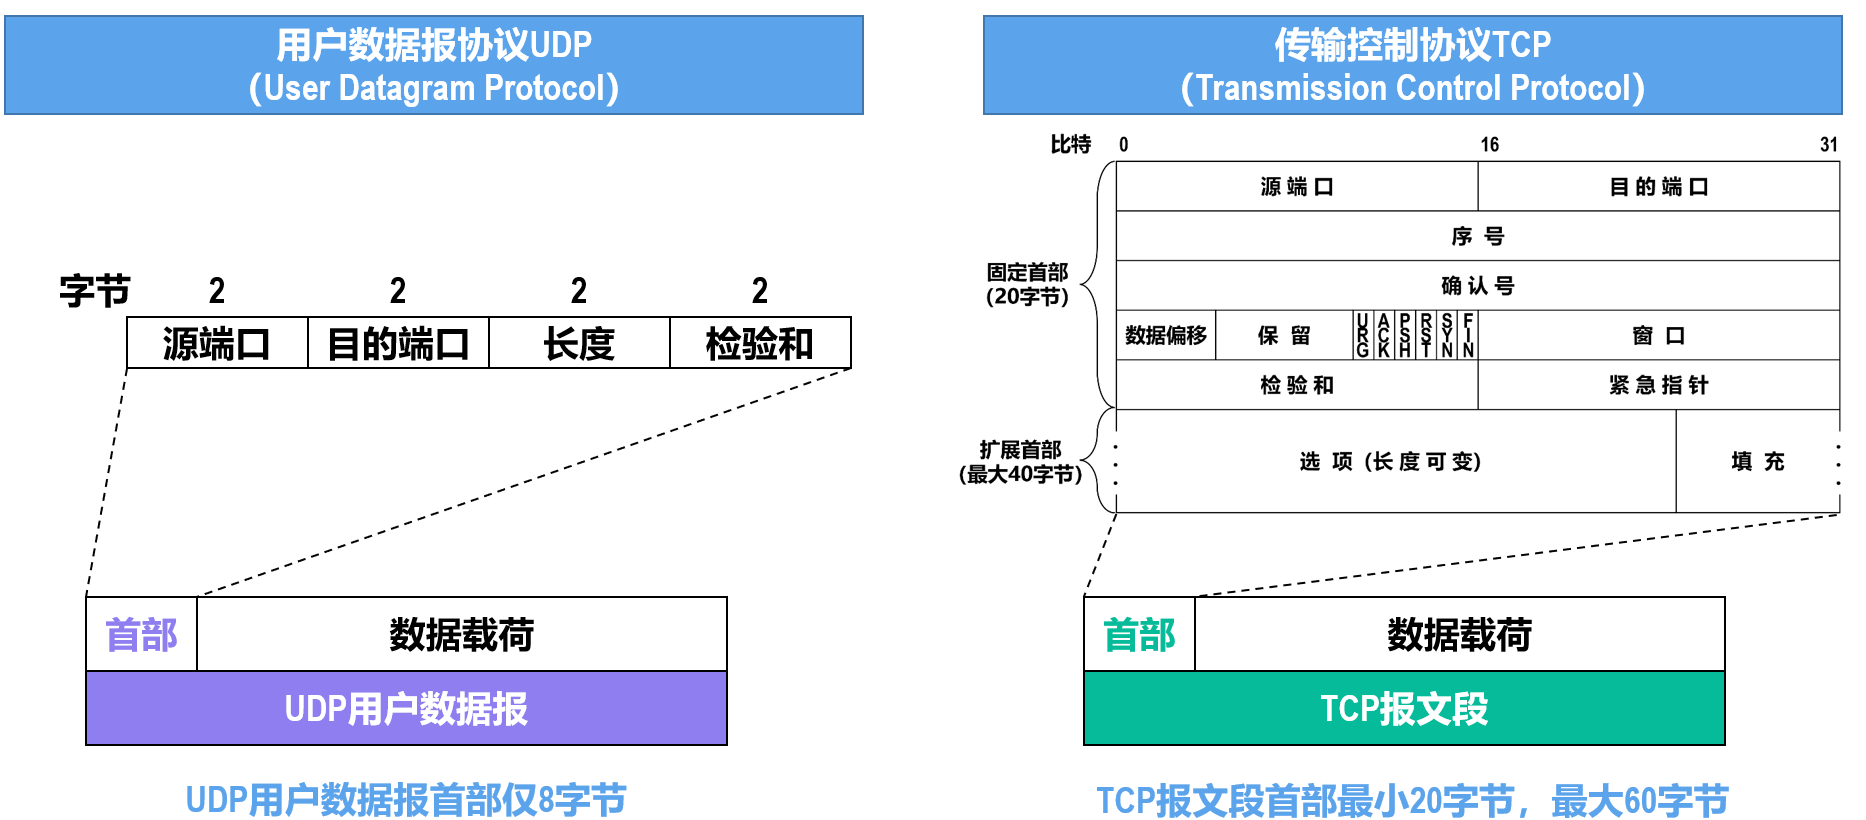 用户数据报协议UDP
（User Datagram Protocol）
字节 2 2 2 2
源端口 目的端口 长度 检验和
首部 数据载荷
UDP用户数据报
UDP用户数据报首部仅8字节
传输控制协议TCP
（Transmission Control Protocol）
比特 0 16 31
源端口 目的端口
序号
固定首部
（20字节）
确认号
数据偏移 保留 URG ACK PSH RST SYN FIN 窗口
检验和 紧急指针
扩展首部
（最大40字节）
选项（长度可变） 填充
首部 数据载荷
TCP报文段
TCP报文段首部最小20字节，最大60字节